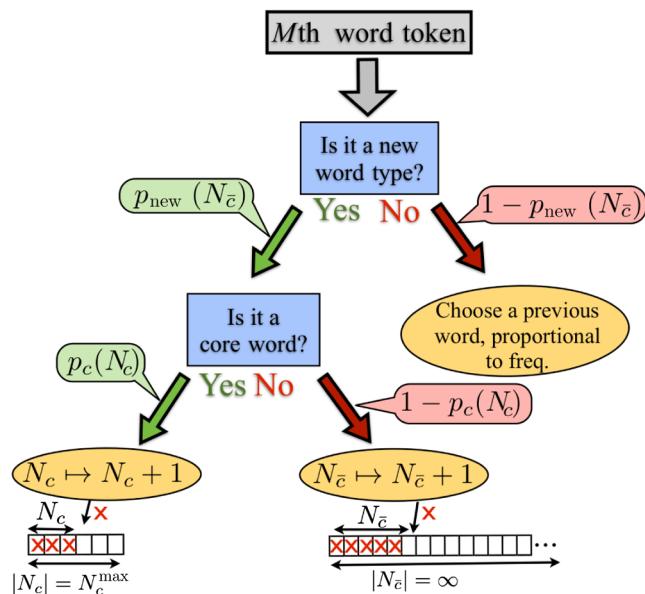 Mth word token
Is it a new
word type?
p_new (N_c̄)
Yes No
1 − p_new (N_c̄)
Is it a
core word?
Choose a previous
word, proportional
to freq.
p_c(N_c)
Yes No
1 − p_c(N_c)
N_c ↦ N_c + 1
N_c̄ ↦ N_c̄ + 1
N_c
x
N_c̄
x
x x x
x x x x x
...
|N_c| = N_c^max
|N_c̄| = ∞